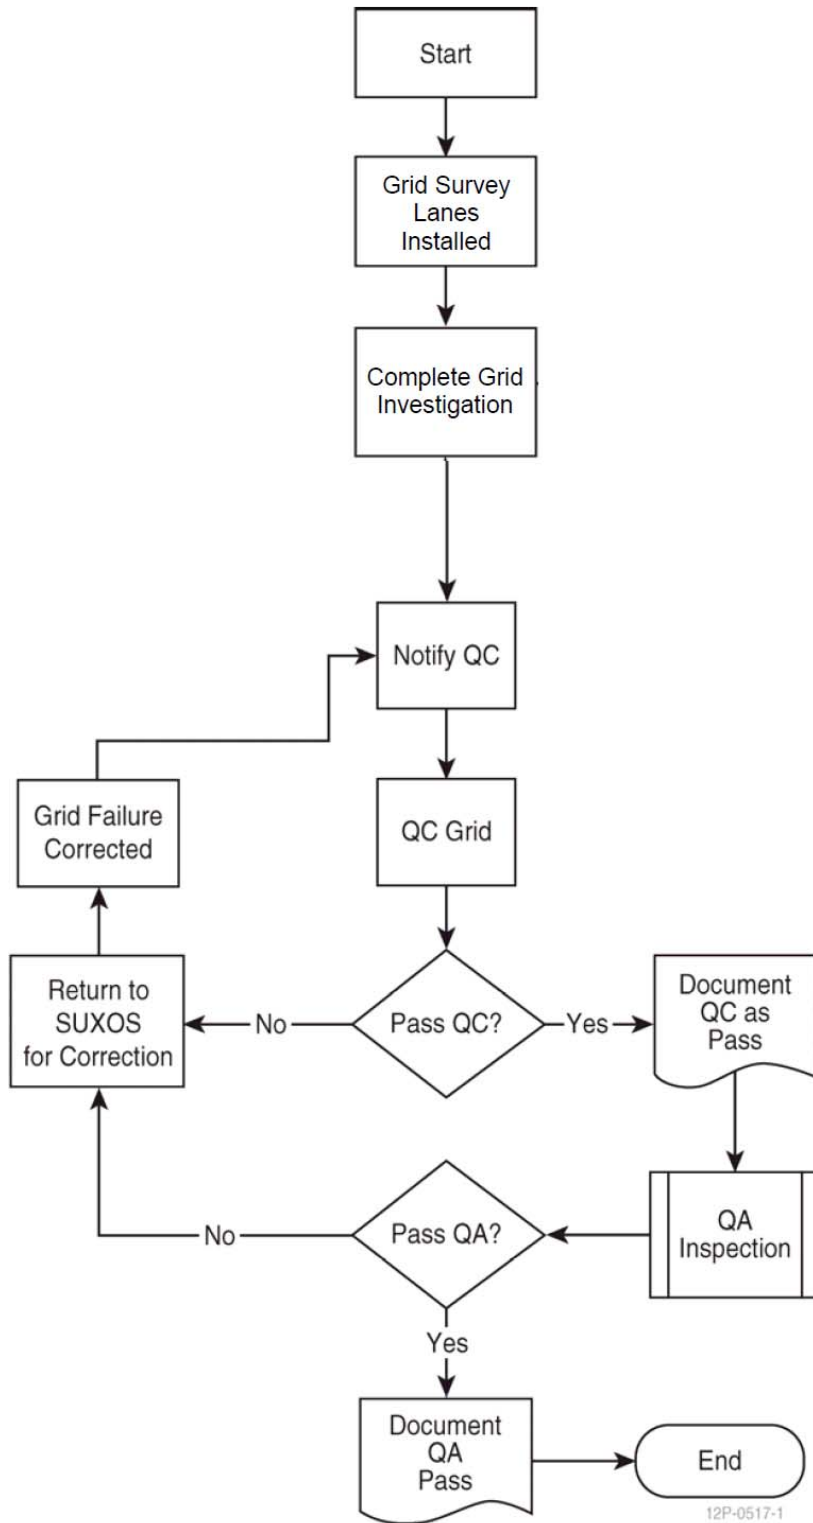 Start
Grid Survey
Lanes
Installed
Complete Grid
Investigation
Notify QC
Grid Failure
Corrected
QC Grid
Return to
SUXOS
for Correction
No
Pass QC?
Yes
Document
QC as
Pass
No
Pass QA?
QA
Inspection
Yes
Document
QA
Pass
End
12P-0517-1